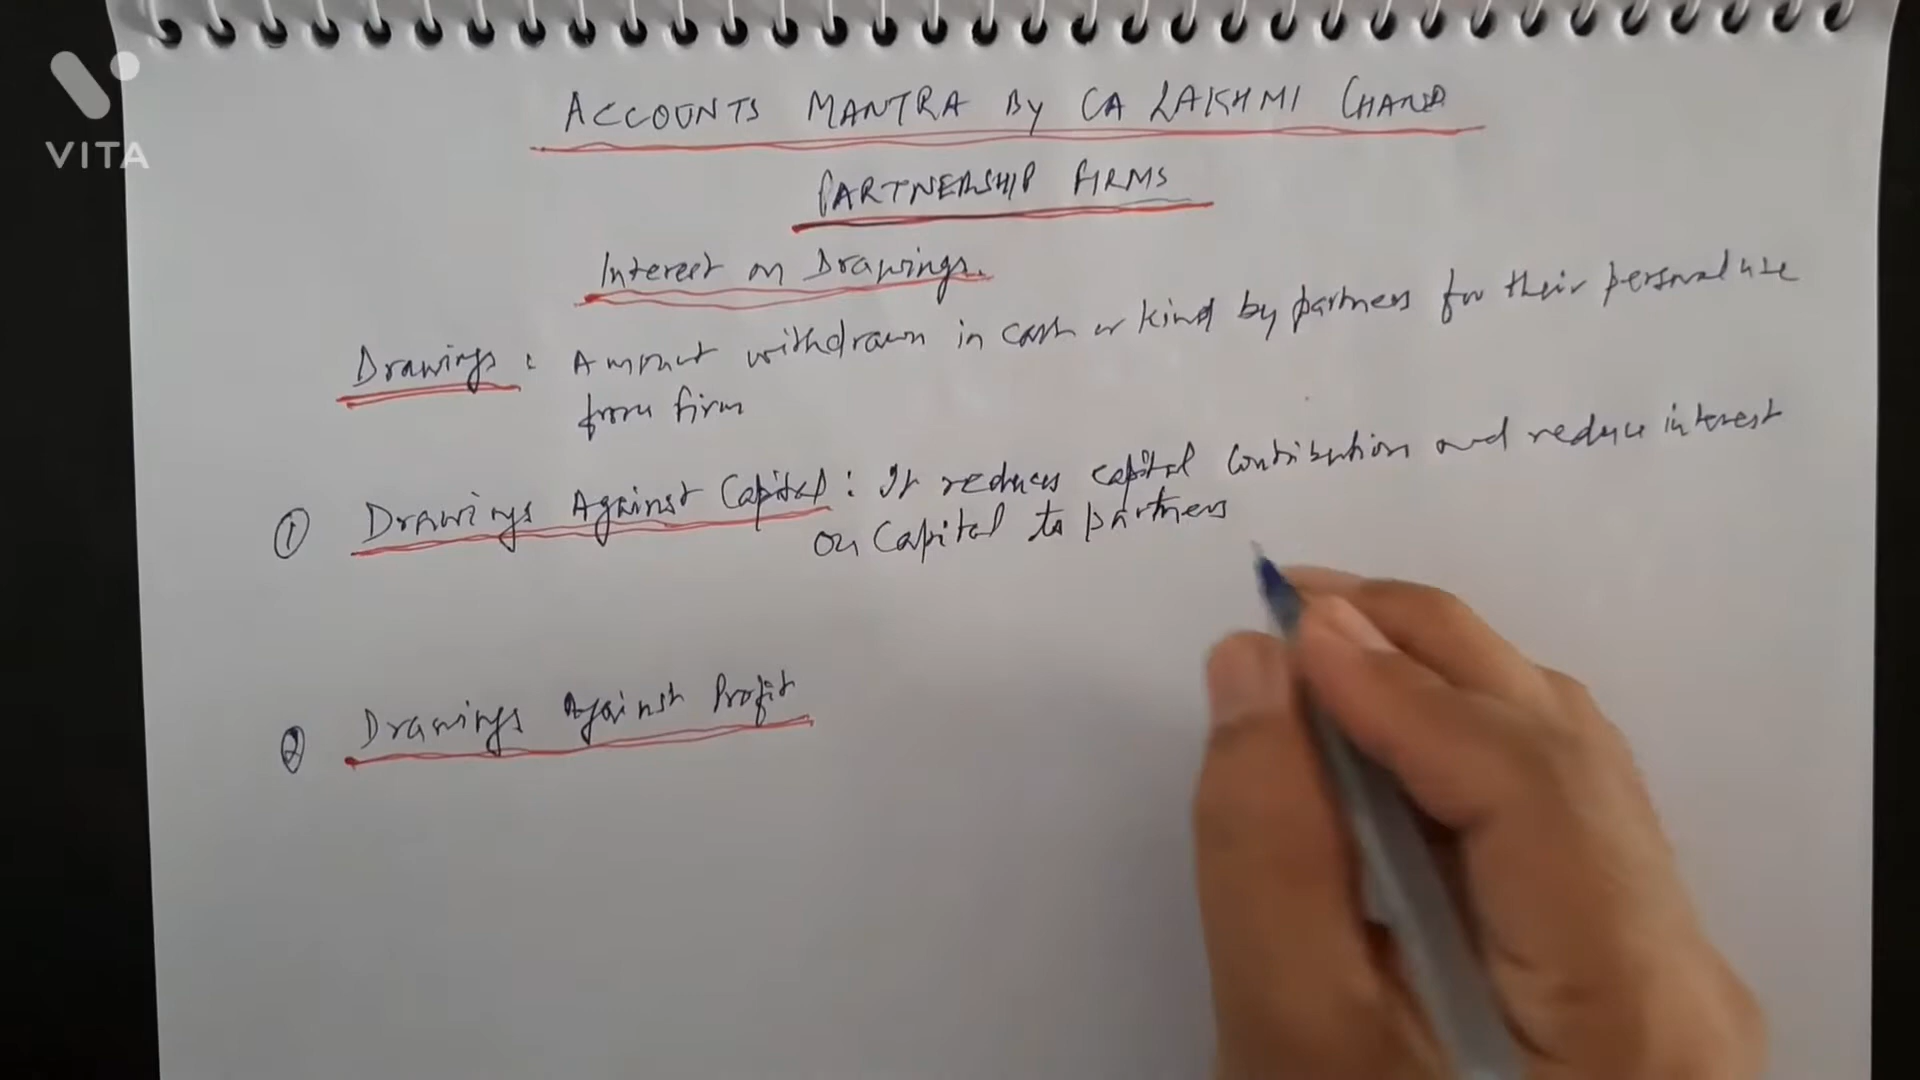 VITA
ACCOUNTS MANTRA BY CA LAKHMI CHAND
PARTNERSHIP FIRMS
Interest on Drawings.
Drawings : Amount withdrawn in cash or kind by partners for their personal use
from firm
① Drawings Against Capital : It reduces capital contribution and reduce interest
on Capital to partners
② Drawings Against Profit